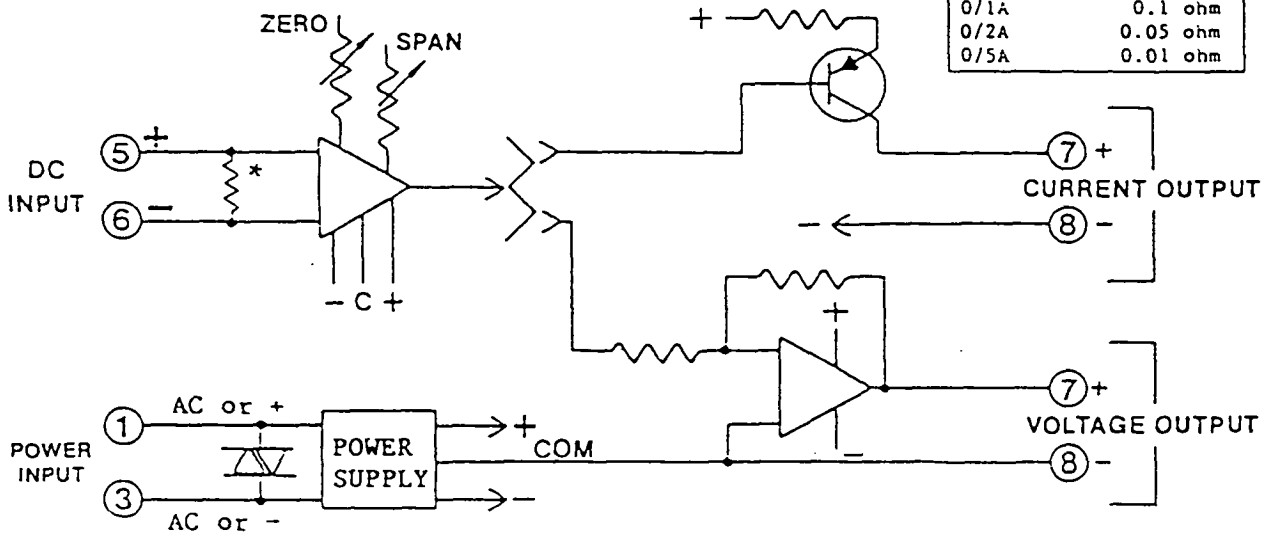 0/1A 0.1 ohm
0/2A 0.05 ohm
0/5A 0.01 ohm
ZERO
SPAN
+
5 +
*
DC
INPUT
6 −
− C +
7 +
CURRENT OUTPUT
− 8 −
+
−
7 +
VOLTAGE OUTPUT
8 −
AC or +
1
POWER
INPUT
3
AC or -
POWER
SUPPLY
+
COM
−